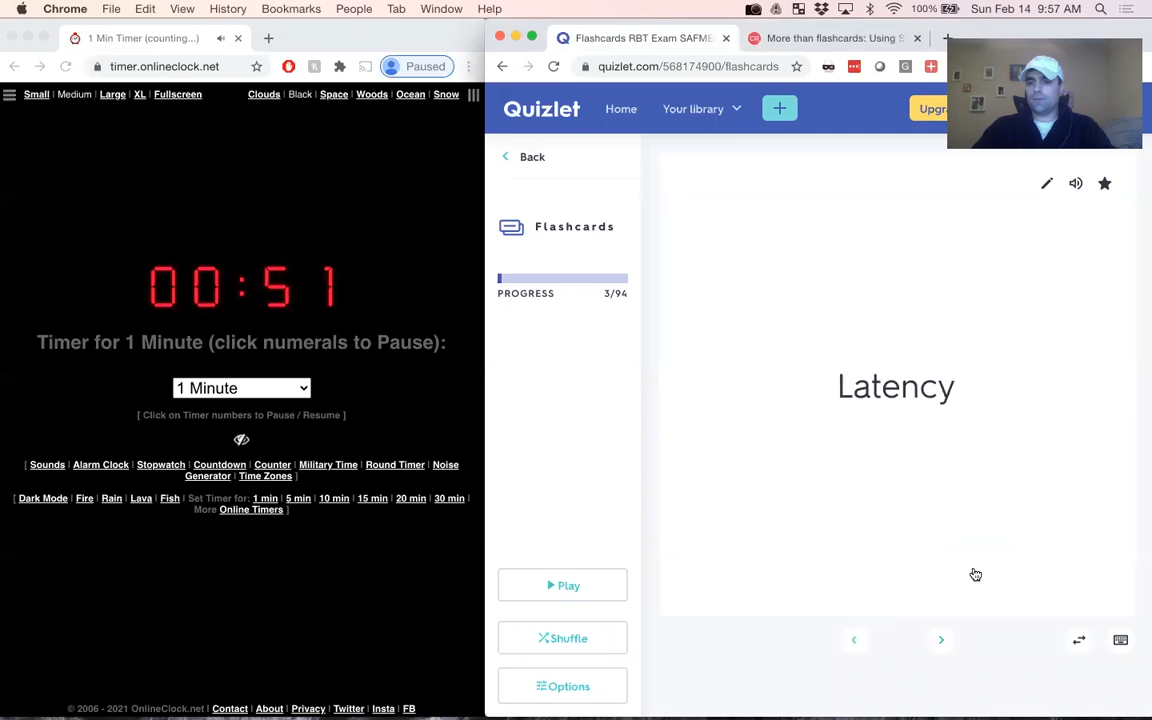 Chrome File Edit View History Bookmarks People Tab Window Help 100% Sun Feb 14 9:57 AM
1 Min Timer (counting...)
timer.onlineclock.net Paused
Small | Medium | Large | XL | Fullscreen Clouds | Black | Space | Woods | Ocean | Snow
00:51
Timer for 1 Minute (click numerals to Pause):
1 Minute
[ Click on Timer numbers to Pause / Resume ]
[ Sounds | Alarm Clock | Stopwatch | Countdown | Counter | Military Time | Round Timer | Noise
Generator | Time Zones ]
[ Dark Mode | Fire | Rain | Lava | Fish | Set Timer for: 1 min | 5 min | 10 min | 15 min | 20 min | 30 min |
More Online Timers ]
© 2006 - 2021 OnlineClock.net | Contact | About | Privacy | Twitter | Insta | FB
Flashcards RBT Exam SAFME
More than flashcards: Using S
quizlet.com/568174900/flashcards
Quizlet Home Your library + Upgr
Back
Flashcards
PROGRESS 3/94
Latency
Play
Shuffle
Options